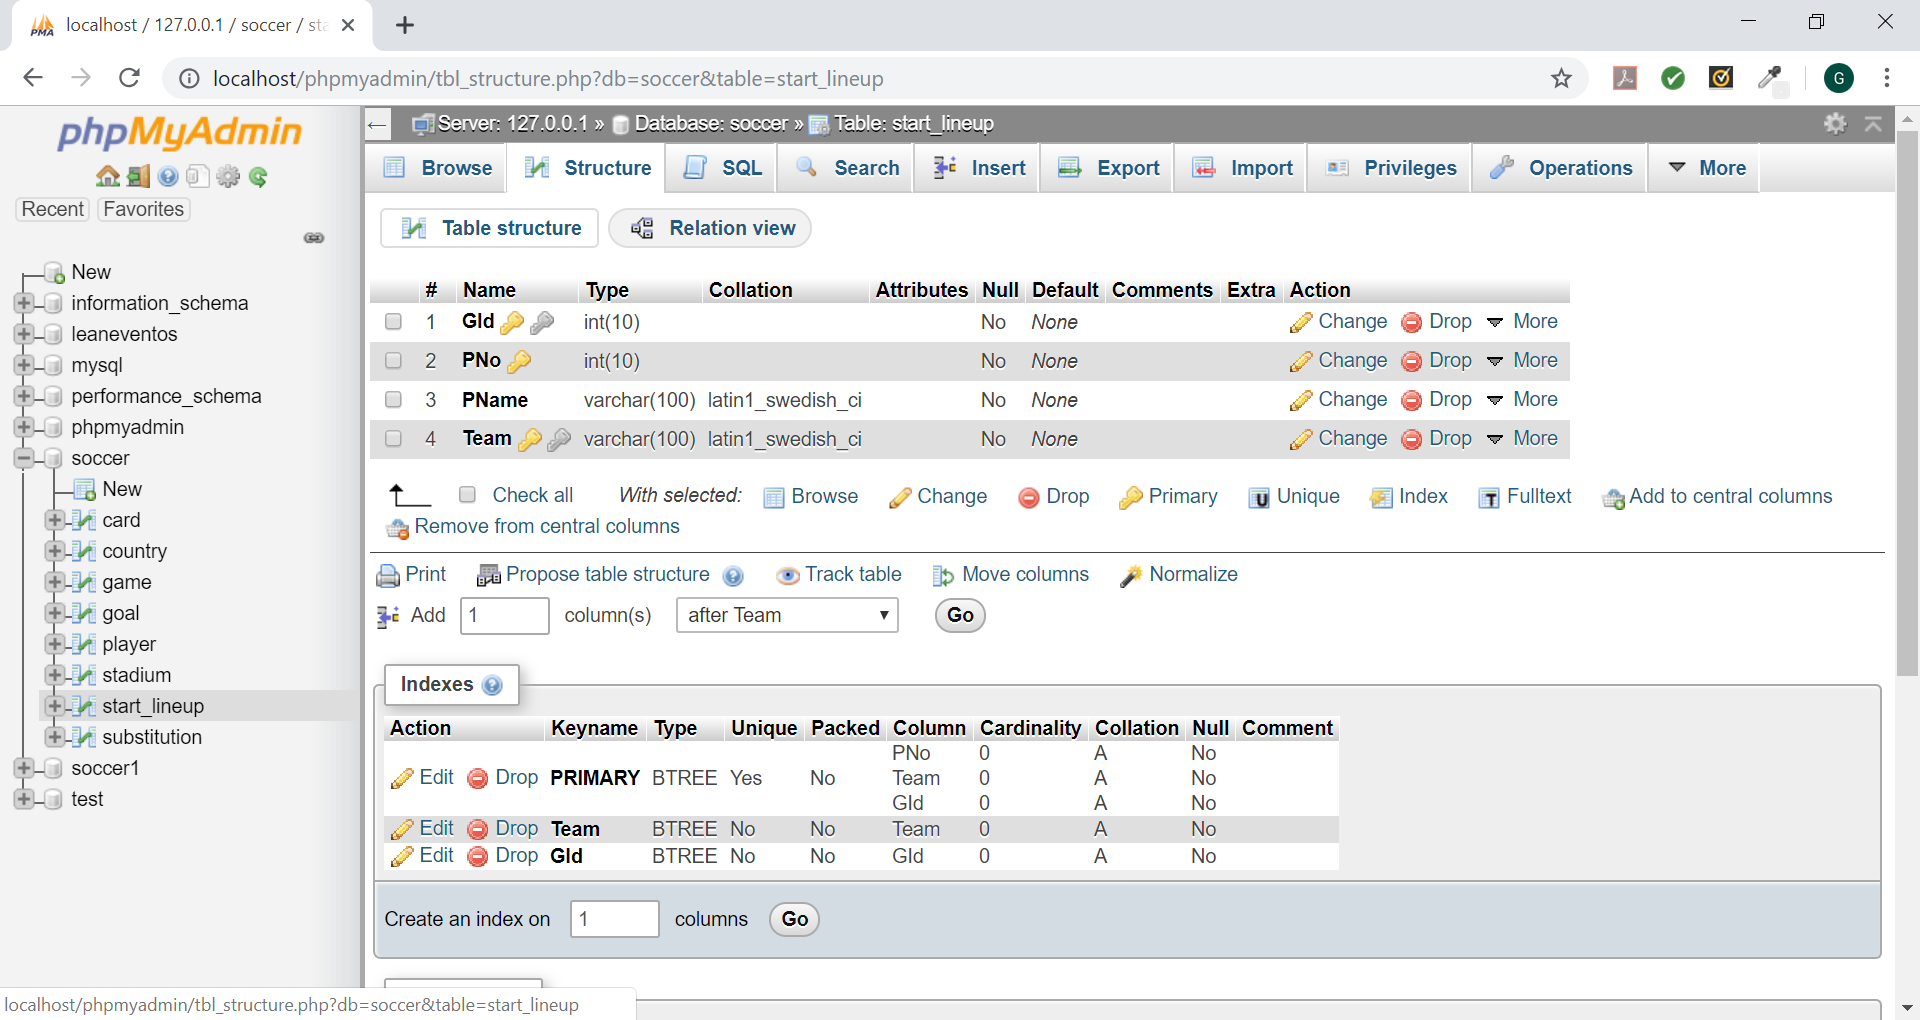 localhost / 127.0.0.1 / soccer / sta
localhost/phpmyadmin/tbl_structure.php?db=soccer&table=start_lineup
G
phpMyAdmin
Recent Favorites
New
information_schema
leaneventos
mysql
performance_schema
phpmyadmin
soccer
New
card
country
game
goal
player
stadium
start_lineup
substitution
soccer1
test
Server: 127.0.0.1 » Database: soccer » Table: start_lineup
Browse Structure SQL Search Insert Export Import Privileges Operations More
Table structure Relation view
# Name Type Collation Attributes Null Default Comments Extra Action
1 GId int(10) No None Change Drop More
2 PNo int(10) No None Change Drop More
3 PName varchar(100) latin1_swedish_ci No None Change Drop More
4 Team varchar(100) latin1_swedish_ci No None Change Drop More
Check all With selected: Browse Change Drop Primary Unique Index Fulltext Add to central columns
Remove from central columns
Print Propose table structure Track table Move columns Normalize
Add 1 column(s) after Team Go
Indexes
Action Keyname Type Unique Packed Column Cardinality Collation Null Comment
PNo 0 A No
Edit Drop PRIMARY BTREE Yes No Team 0 A No
GId 0 A No
Edit Drop Team BTREE No No Team 0 A No
Edit Drop GId BTREE No No GId 0 A No
Create an index on 1 columns Go
localhost/phpmyadmin/tbl_structure.php?db=soccer&table=start_lineup